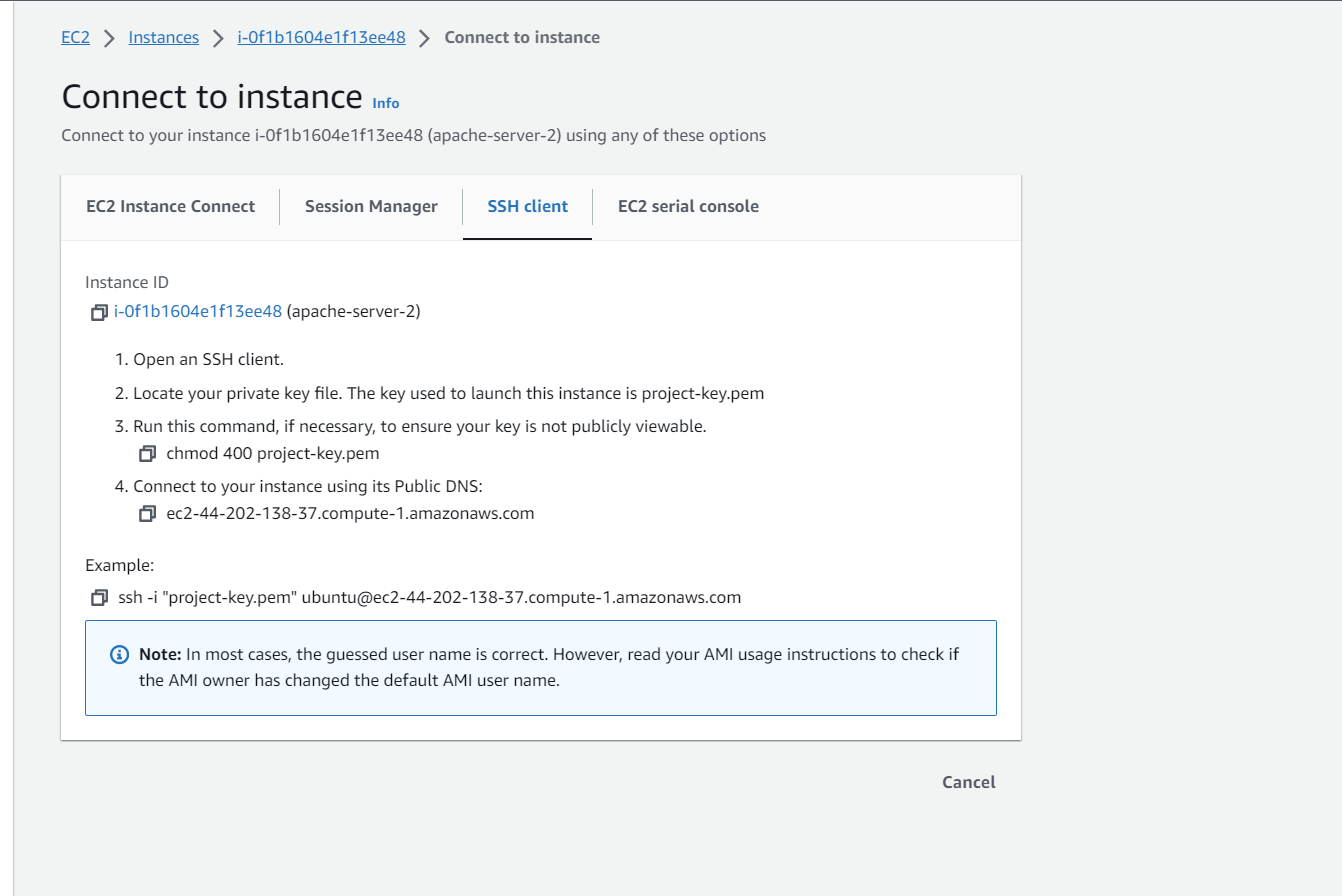 EC2 Instances i-0f1b1604e1f13ee48 Connect to instance
Connect to instance Info
Connect to your instance i-0f1b1604e1f13ee48 (apache-server-2) using any of these options
EC2 Instance Connect Session Manager SSH client EC2 serial console
Instance ID
i-0f1b1604e1f13ee48 (apache-server-2)
1. Open an SSH client.
2. Locate your private key file. The key used to launch this instance is project-key.pem
3. Run this command, if necessary, to ensure your key is not publicly viewable.
chmod 400 project-key.pem
4. Connect to your instance using its Public DNS:
ec2-44-202-138-37.compute-1.amazonaws.com
Example:
ssh -i "project-key.pem" ubuntu@ec2-44-202-138-37.compute-1.amazonaws.com
Note: In most cases, the guessed user name is correct. However, read your AMI usage instructions to check if
the AMI owner has changed the default AMI user name.
Cancel